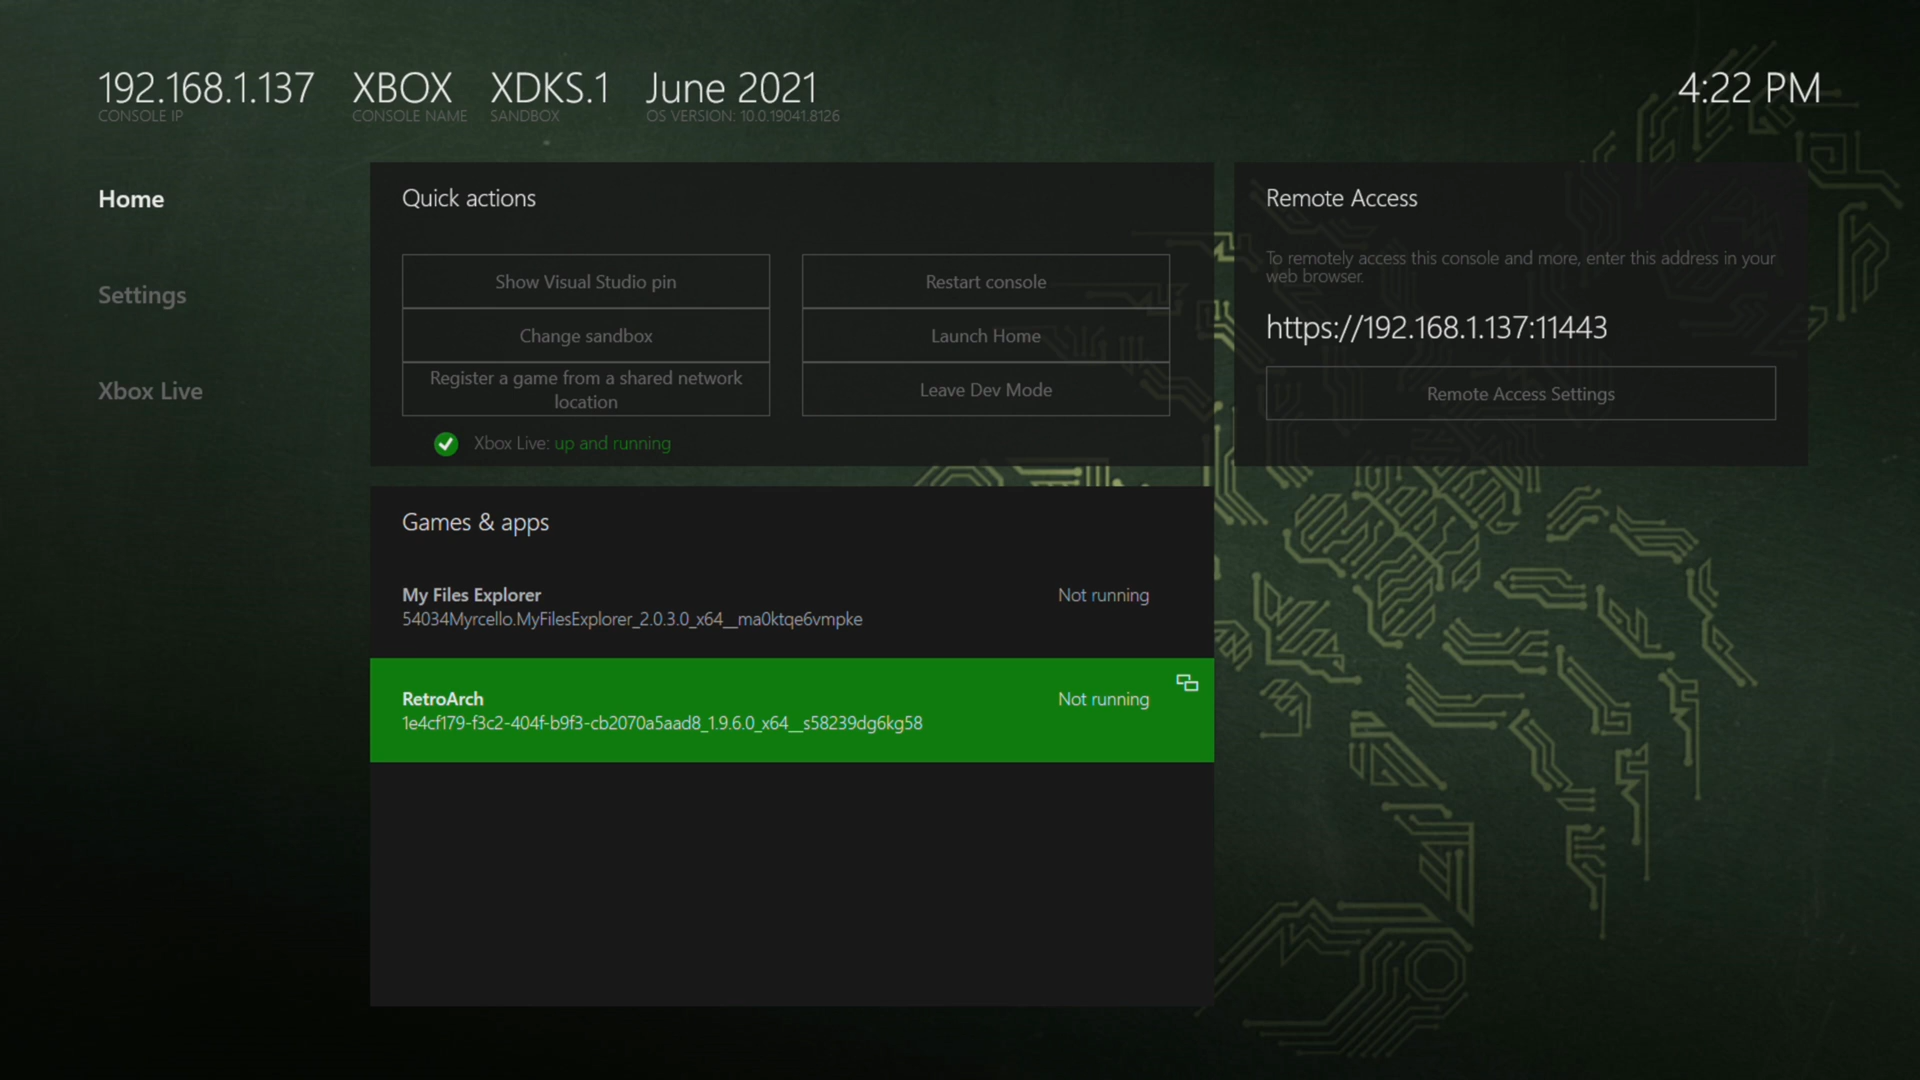 192.168.1.137 XBOX XDKS.1 June 2021 4:22 PM
CONSOLE IP CONSOLE NAME SANDBOX OS VERSION: 10.0.19041.8126
Home
Settings
Xbox Live
Quick actions
Show Visual Studio pin
Restart console
Change sandbox
Launch Home
Register a game from a shared network
location
Leave Dev Mode
Xbox Live: up and running
Remote Access
To remotely access this console and more, enter this address in your
web browser.
https://192.168.1.137:11443
Remote Access Settings
Games & apps
My Files Explorer Not running
54034Myrcello.MyFilesExplorer_2.0.3.0_x64__ma0ktqe6vmpke
RetroArch Not running
1e4cf179-f3c2-404f-b9f3-cb2070a5aad8_1.9.6.0_x64__s58239dg6kg58